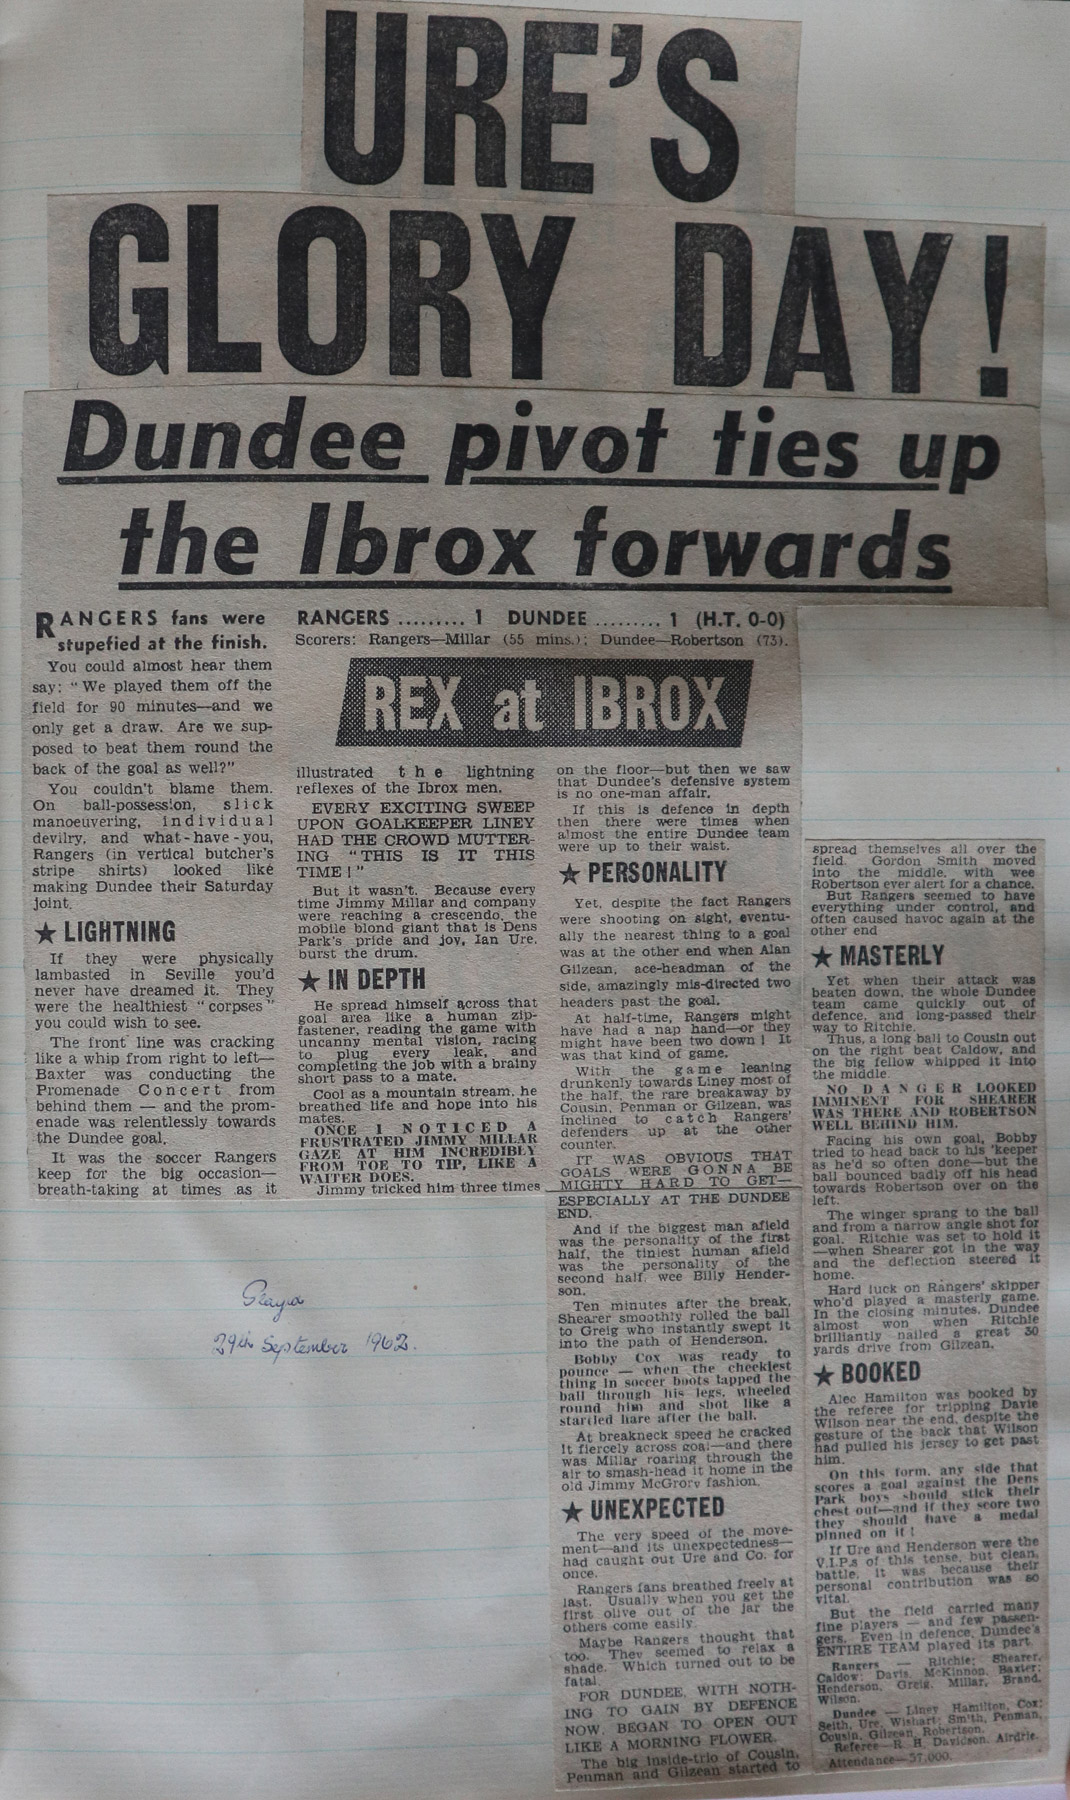 URE'S
GLORY DAY!
Dundee pivot ties up
the Ibrox forwards
RANGERS fans were
stupefied at the finish.
You could almost hear them
say: "We played them off the
field for 90 minutes—and we
only get a draw. Are we sup-
posed to beat them round the
back of the goal as well?"
You couldn't blame them.
On ball-possession, slick
manoeuvering, individual
devilry, and what-have-you,
Rangers (in vertical butcher's
stripe shirts) looked like
making Dundee their Saturday
joint.
★ LIGHTNING
If they were physically
lambasted in Seville you'd
never have dreamed it. They
were the healthiest "corpses"
you could wish to see.
The front line was cracking
like a whip from right to left—
Baxter was conducting the
Promenade Concert from
behind them — and the prom-
enade was relentlessly towards
the Dundee goal.
It was the soccer Rangers
keep for the big occasion—
breath-taking at times as it
RANGERS ......... 1 DUNDEE ......... 1 (H.T. 0-0)
Scorers: Rangers—Millar (55 mins.); Dundee—Robertson (73).
REX at IBROX
illustrated the lightning
reflexes of the Ibrox men.
EVERY EXCITING SWEEP
UPON GOALKEEPER LINEY
HAD THE CROWD MUTTER-
ING "THIS IS IT THIS
TIME!"
But it wasn't. Because every
time Jimmy Millar and company
were reaching a crescendo, the
mobile blond giant that is Dens
Park's pride and joy, Ian Ure,
burst the drum.
★ IN DEPTH
He spread himself across that
goal area like a human zip-
fastener, reading the game with
uncanny mental vision, racing
to plug every leak, and
completing the job with a brainy
short pass to a mate.
Cool as a mountain stream, he
breathed life and hope into his
mates.
ONCE I NOTICED A
FRUSTRATED JIMMY MILLAR
GAZE AT HIM INCREDIBLY
FROM TOE TO TIP, LIKE A
WAITER DOES.
Jimmy tricked him three times
on the floor—but then we saw
that Dundee's defensive system
is no one-man affair.
If this is defence in depth
then there were times when
almost the entire Dundee team
were up to their waist.
★ PERSONALITY
Yet, despite the fact Rangers
were shooting on sight, eventu-
ally the nearest thing to a goal
was at the other end when Alan
Gilzean, ace-headman of the
side, amazingly mis-directed two
headers past the goal.
At half-time, Rangers might
have had a nap hand—or they
might have been two down! It
was that kind of game.
With the game leaning
drunkenly towards Liney most of
the half, the rare breakaway by
Cousin, Penman or Gilzean, was
inclined to catch Rangers'
defenders up at the other
counter.
IT WAS OBVIOUS THAT
GOALS WERE GONNA BE
MIGHTY HARD TO GET—
ESPECIALLY AT THE DUNDEE
END.
And if the biggest man afield
was the personality of the first
half, the tiniest human afield
was the personality of the
second half, wee Billy Hender-
son.
Ten minutes after the break,
Shearer smoothly rolled the ball
to Greig who instantly swept it
into the path of Henderson.
Bobby Cox was ready to
pounce — when the cheekiest
thing in soccer boots tapped the
ball through his legs, wheeled
round him and shot like a
startled hare after the ball.
At breakneck speed he cracked
it fiercely across goal—and there
was Millar roaring through the
air to smash-head it home in the
old Jimmy McGrory fashion.
★ UNEXPECTED
The very speed of the move-
ment—and its unexpectedness—
had caught out Ure and Co. for
once.
Rangers fans breathed freely at
last. Usually when you get the
first olive out of the jar the
others come easily.
Maybe Rangers thought that
too. They seemed to relax a
shade. Which turned out to be
fatal.
FOR DUNDEE, WITH NOTH-
ING TO GAIN BY DEFENCE
NOW, BEGAN TO OPEN OUT
LIKE A MORNING FLOWER.
The big inside-trio of Cousin,
Penman and Gilzean started to
spread themselves all over the
field. Gordon Smith moved
into the middle, with wee
Robertson ever alert for a chance.
But Rangers seemed to have
everything under control, and
often caused havoc again at the
other end
★ MASTERLY
Yet when their attack was
beaten down, the whole Dundee
team came quickly out of
defence, and long-passed their
way to Ritchie.
Thus, a long ball to Cousin out
on the right beat Caldow, and
the big fellow whipped it into
the middle.
NO DANGER LOOKED
IMMINENT FOR SHEARER
WAS THERE AND ROBERTSON
WELL BEHIND HIM.
Facing his own goal, Bobby
tried to head back to his 'keeper
as he'd so often done—but the
ball bounced badly off his head
towards Robertson over on the
left.
The winger sprang to the ball
and from a narrow angle shot for
goal. Ritchie was set to hold it
—when Shearer got in the way
and the deflection steered it
home.
Hard luck on Rangers' skipper
who'd played a masterly game.
In the closing minutes, Dundee
almost won when Ritchie
brilliantly nailed a great 30
yards drive from Gilzean.
★ BOOKED
Alec Hamilton was booked by
the referee for tripping Davie
Wilson near the end, despite the
gesture of the back that Wilson
had pulled his jersey to get past
him.
On this form, any side that
scores a goal against the Dens
Park boys should stick their
chest out—and if they score two
they should have a medal
pinned on it!
If Ure and Henderson were the
V.I.P.s of this tense, but clean,
battle, it was because their
personal contribution was so
vital.
But the field carried many
fine players — and few passen-
gers. Even in defence, Dundee's
ENTIRE TEAM played its part.
Rangers — Ritchie; Shearer,
Caldow; Davis, McKinnon, Baxter;
Henderson, Greig, Millar, Brand,
Wilson.
Dundee — Liney Hamilton, Cox;
Seith, Ure, Wishart; Smith, Penman,
Cousin, Gilzean, Robertson.
Referee—R. H. Davidson, Airdrie.
Attendance—37,000.
29th September 1962.